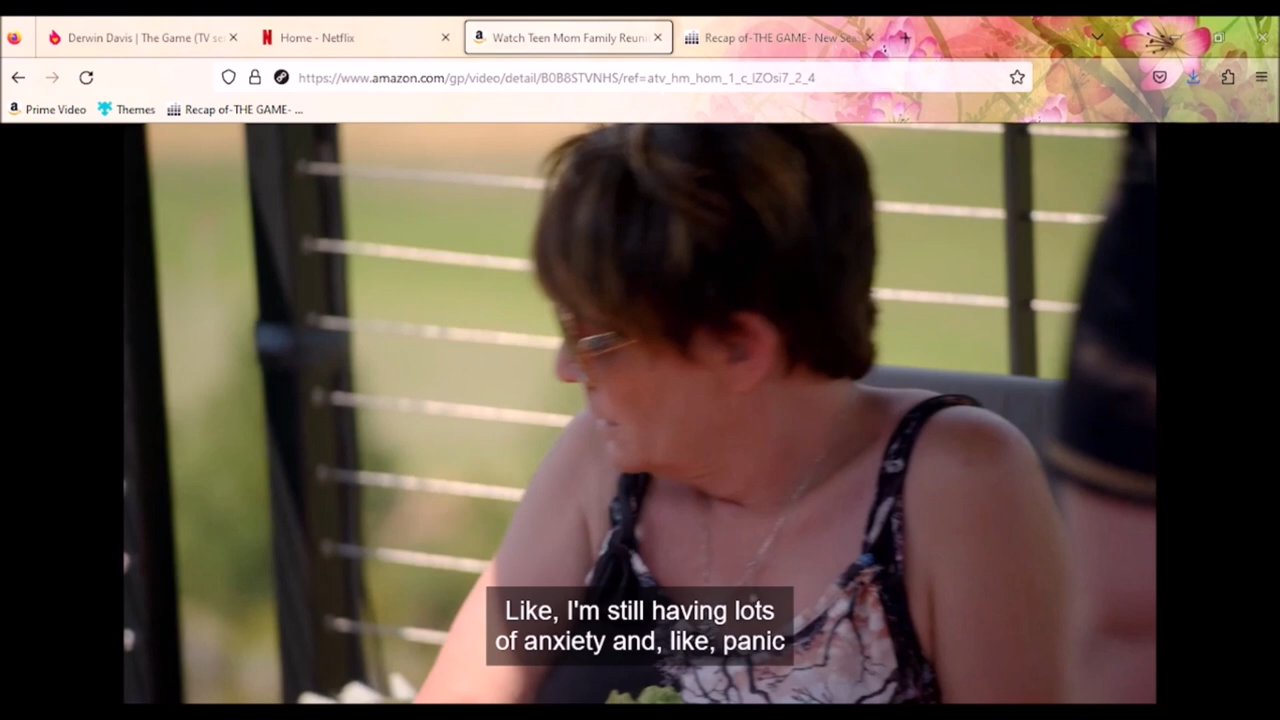 Derwin Davis | The Game (TV se
Home - Netflix
Watch Teen Mom Family Reuni
Recap of-THE GAME- New Sea
https://www.amazon.com/gp/video/detail/B0B8STVNHS/ref=atv_hm_hom_1_c_lZOsi7_2_4
Prime Video
Themes
Recap of-THE GAME- ...
Like, I'm still having lots
of anxiety and, like, panic